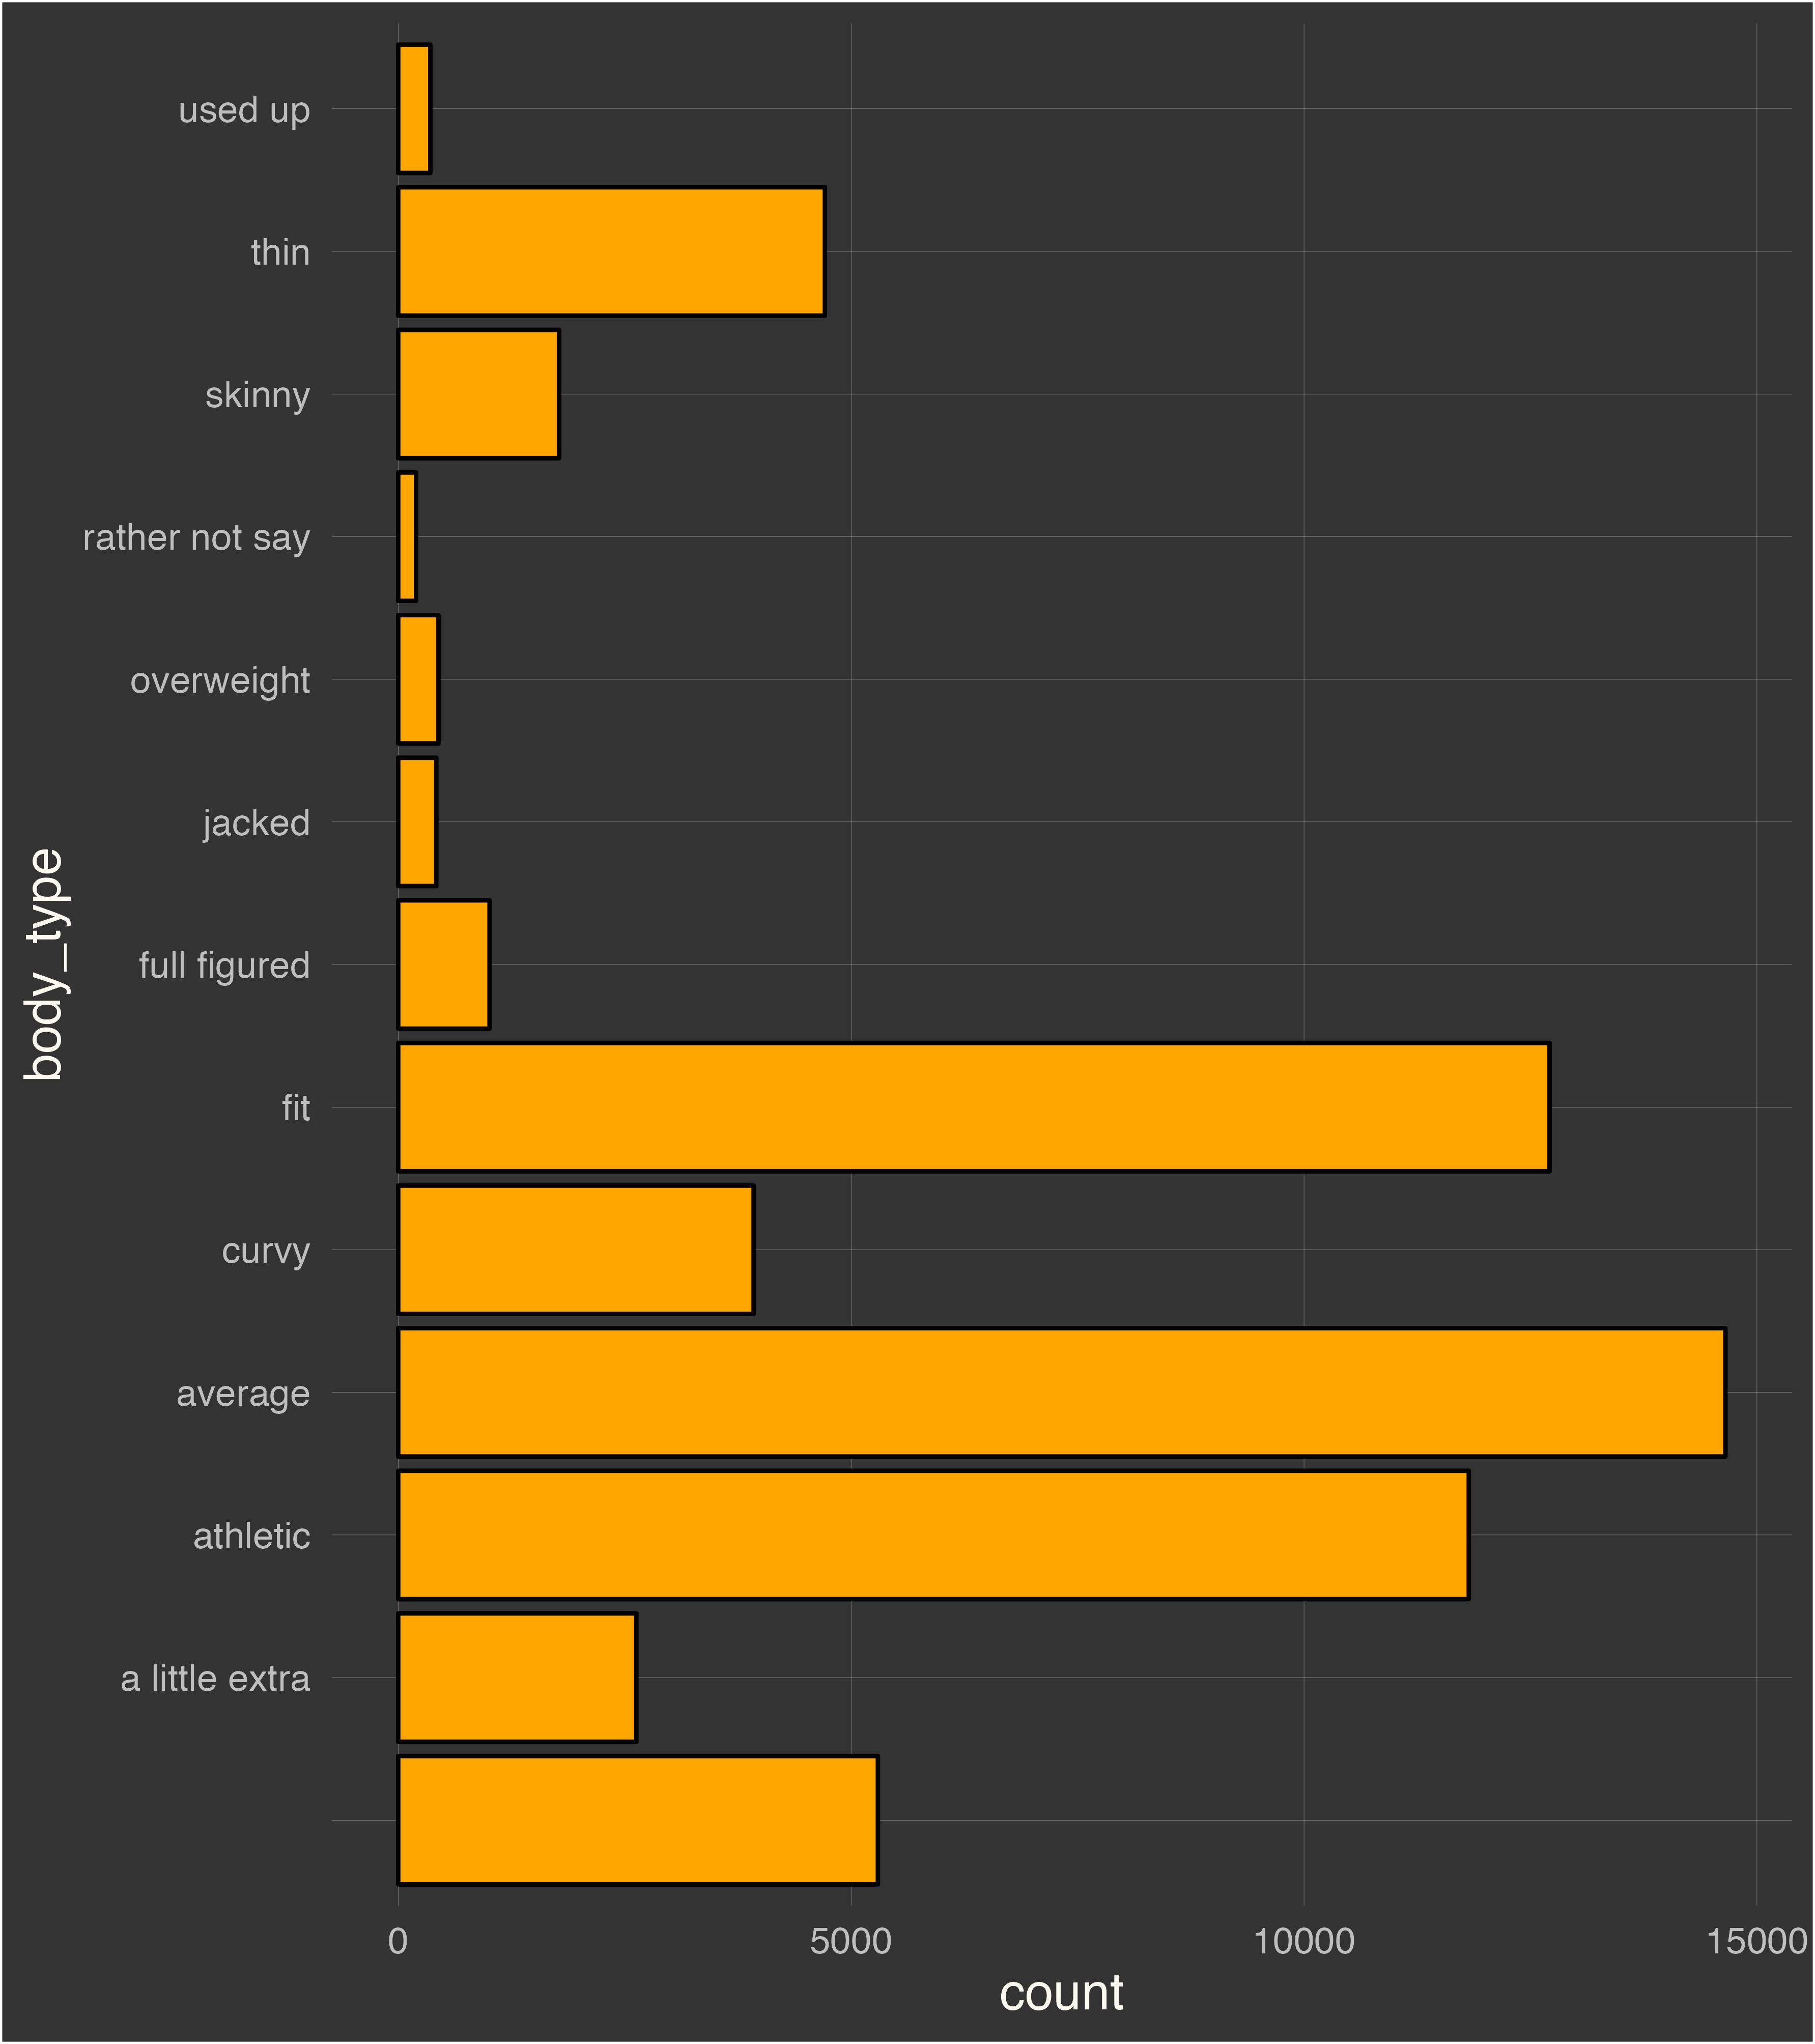 used up
thin
skinny
rather not say
overweight
jacked
full figured
fit
curvy
average
athletic
a little extra
body_type
0 5000 10000 15000
count